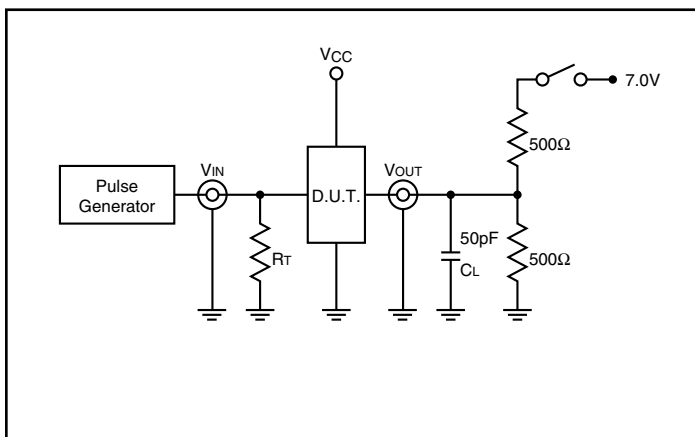 VCC
7.0V
500Ω
Pulse
Generator
VIN
D.U.T.
VOUT
RT
50pF
CL
500Ω